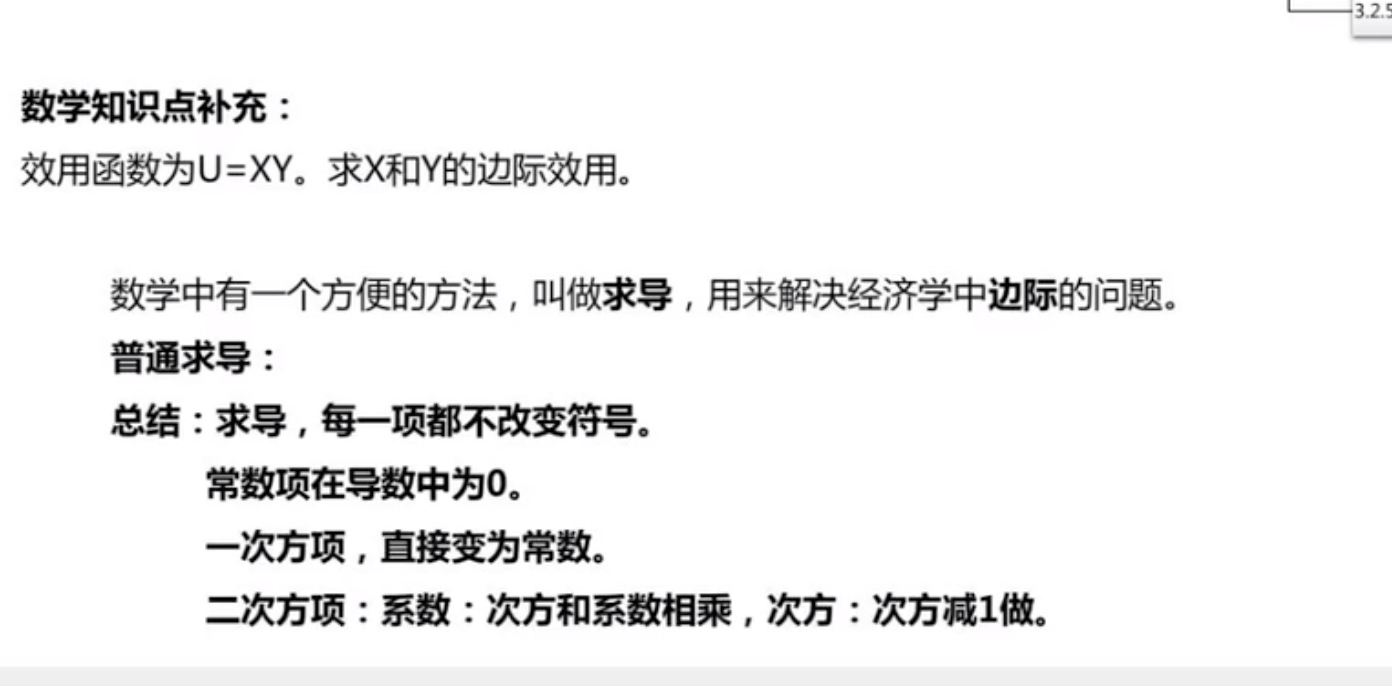 3.2.5
数学知识点补充：
效用函数为U=XY。求X和Y的边际效用。
数学中有一个方便的方法，叫做求导，用来解决经济学中边际的问题。
普通求导：
总结：求导，每一项都不改变符号。
常数项在导数中为0。
一次方项，直接变为常数。
二次方项：系数：次方和系数相乘，次方：次方减1做。